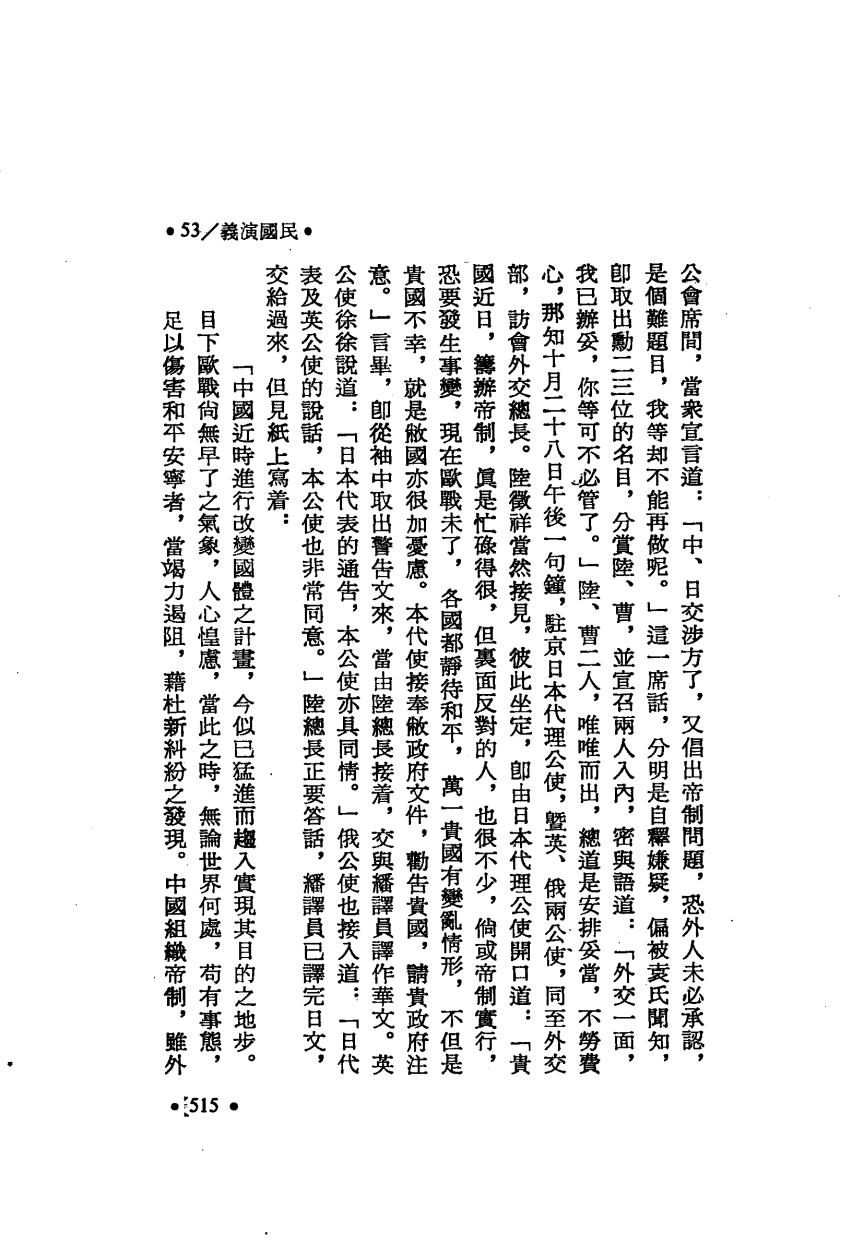 •53/義演國民•
公會席間，當衆宣言道：「中、日交涉方了，又倡出帝制問題，恐外人未必承認，
是個難題目，我等却不能再做呢。」這一席話，分明是自釋嫌疑，偏被袁氏聞知，
卽取出勳二三位的名目，分賞陸、曹，並宣召兩人入內，密與語道：「外交一面，
我已辦妥，你等可不必管了。」陸、曹二人，唯唯而出，總道是安排妥當，不勞費
心，那知十月二十八日午後一句鐘，駐京日本代理公使，暨英、俄兩公使，同至外交
部，訪會外交總長。陸徵祥當然接見，彼此坐定，卽由日本代理公使開口道：「貴
國近日，籌辦帝制，眞是忙碌得很，但裏面反對的人，也很不少，倘或帝制實行，
恐要發生事變，現在歐戰未了，各國都靜待和平，萬一貴國有變亂情形，不但是
貴國不幸，就是敝國亦很加憂慮。本代使接奉敝政府文件，勸告貴國，請貴政府注
意。」言畢，卽從袖中取出警告文來，當由陸總長接着，交與繙譯員譯作華文。英
公使徐徐說道：「日本代表的通告，本公使亦具同情。」俄公使也接入道：「日代
表及英公使的說話，本公使也非常同意。」陸總長正要答話，繙譯員已譯完日文，
交給過來，但見紙上寫着：
「中國近時進行改變國體之計畫，今似已猛進而趨入實現其目的之地步。
目下歐戰尙無早了之氣象，人心惶慮，當此之時，無論世界何處，苟有事態，
足以傷害和平安寧者，當竭力遏阻，藉杜新糾紛之發現。中國組織帝制，雖外
•515•